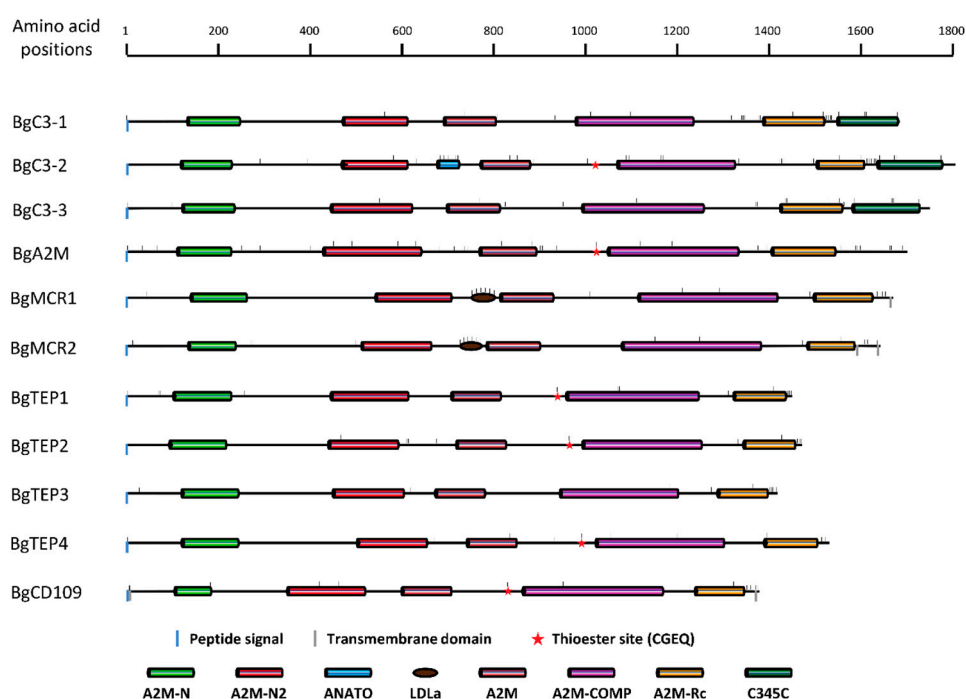 Amino acid positions
1 200 400 600 800 1000 1200 1400 1600 1800
BgC3-1
BgC3-2
BgC3-3
BgA2M
BgMCR1
BgMCR2
BgTEP1
BgTEP2
BgTEP3
BgTEP4
BgCD109
Peptide signal Transmembrane domain Thioester site (CGEQ)
A2M-N A2M-N2 ANATO LDLa A2M A2M-COMP A2M-Rc C345C